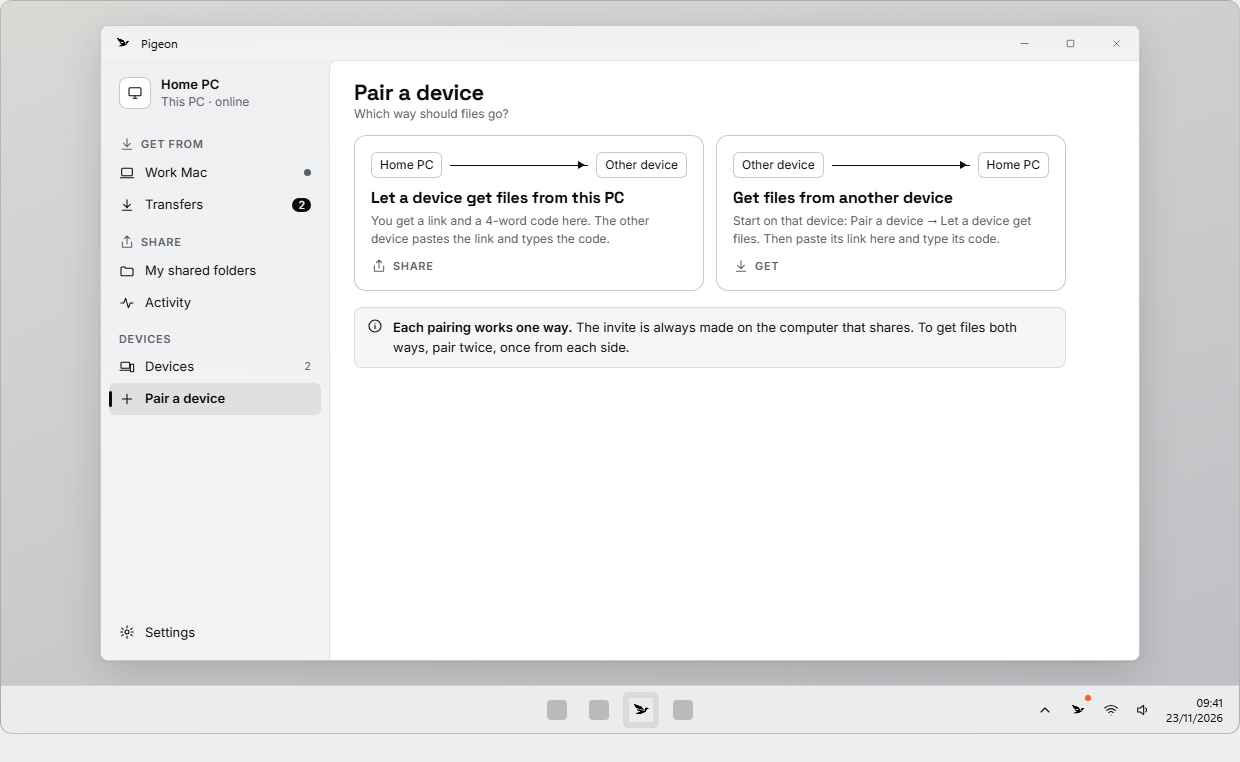 Pigeon
Home PC
This PC · online
GET FROM
Work Mac
Transfers 2
SHARE
My shared folders
Activity
DEVICES
Devices 2
Pair a device
Settings
Pair a device
Which way should files go?
Home PC Other device
Let a device get files from this PC
You get a link and a 4-word code here. The other
device pastes the link and types the code.
SHARE
Other device Home PC
Get files from another device
Start on that device: Pair a device → Let a device get
files. Then paste its link here and type its code.
GET
Each pairing works one way. The invite is always made on the computer that shares. To get files both
ways, pair twice, once from each side.
09:41
23/11/2026